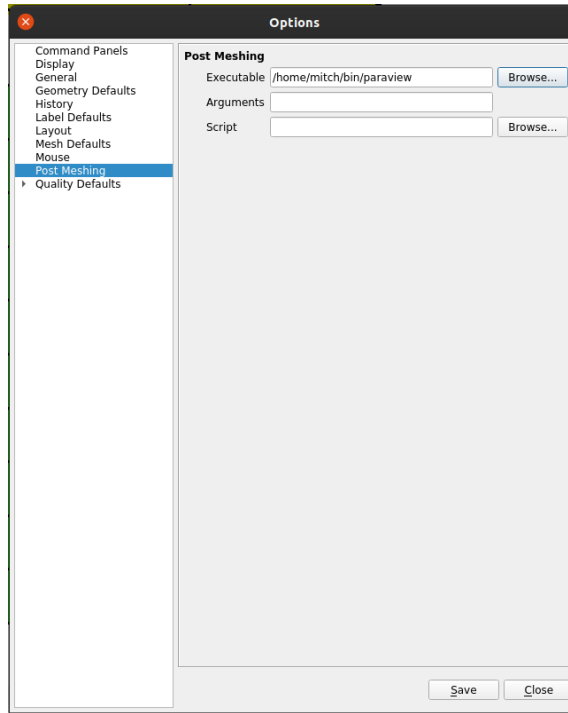 Options
Command Panels
Display
General
Geometry Defaults
History
Label Defaults
Layout
Mesh Defaults
Mouse
Post Meshing
Quality Defaults
Post Meshing
Executable /home/mitch/bin/paraview Browse...
Arguments
Script Browse...
Save Close